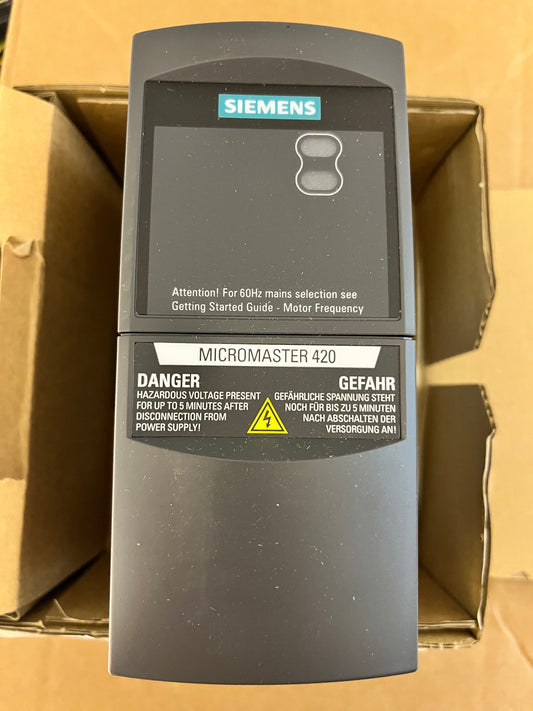 SIEMENS
Attention! For 60Hz mains selection see
Getting Started Guide - Motor Frequency
MICROMASTER 420
DANGER
HAZARDOUS VOLTAGE PRESENT
FOR UP TO 5 MINUTES AFTER
DISCONNECTION FROM
POWER SUPPLY!
GEFAHR
GEFÄHRLICHE SPANNUNG STEHT
NOCH FÜR BIS ZU 5 MINUTEN
NACH ABSCHALTEN DER
VERSORGUNG AN!